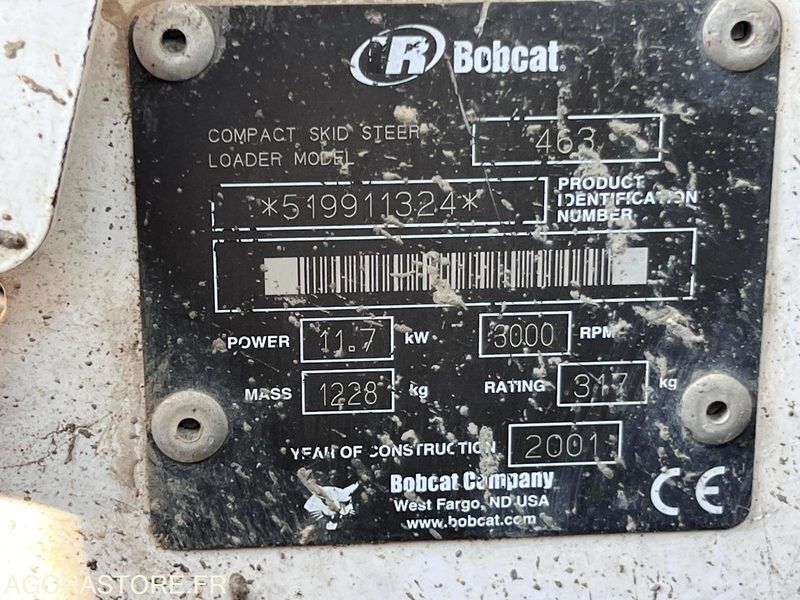 IR Bobcat®
COMPACT SKID STEER
LOADER MODEL 463
*519911324* PRODUCT
IDENTIFICATION
NUMBER
POWER 11.7 kW 3000 RPM
MASS 1228 kg RATING 317 kg
YEAR OF CONSTRUCTION 2001
Bobcat Company
West Fargo, ND USA
www.bobcat.com
CE
AGORASTORE.FR